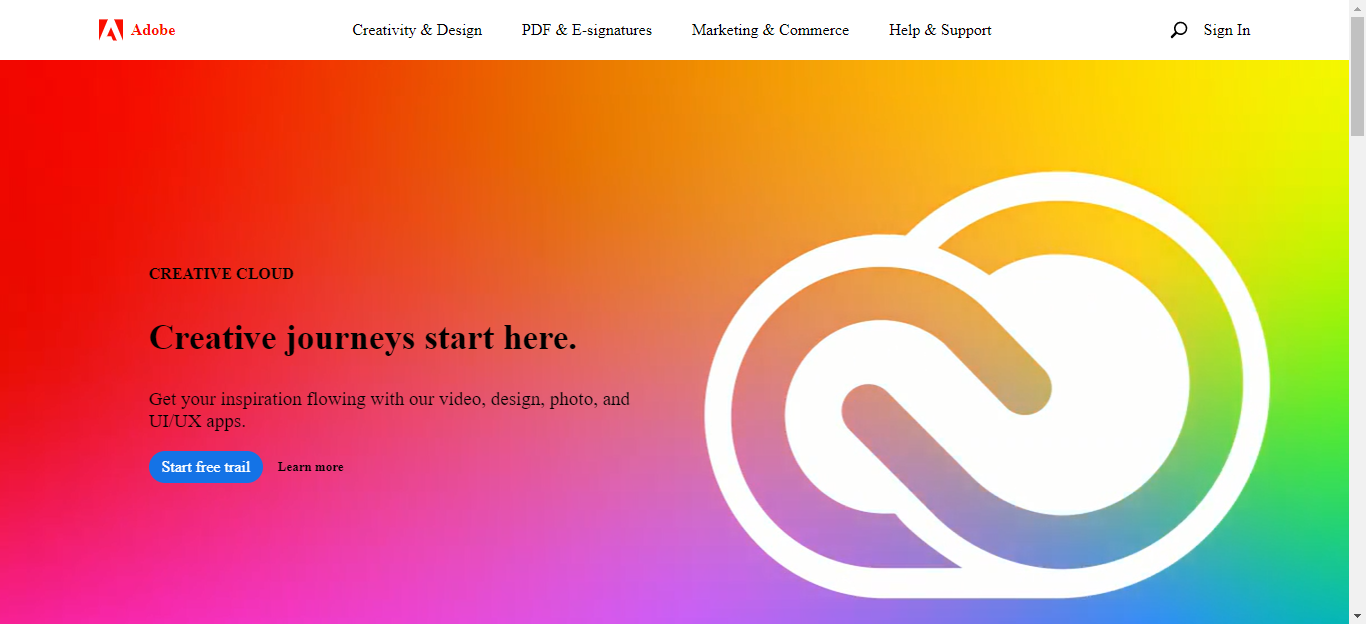 Adobe
Creativity & Design
PDF & E-signatures
Marketing & Commerce
Help & Support
Sign In
CREATIVE CLOUD
Creative journeys start here.
Get your inspiration flowing with our video, design, photo, and
UI/UX apps.
Start free trail
Learn more